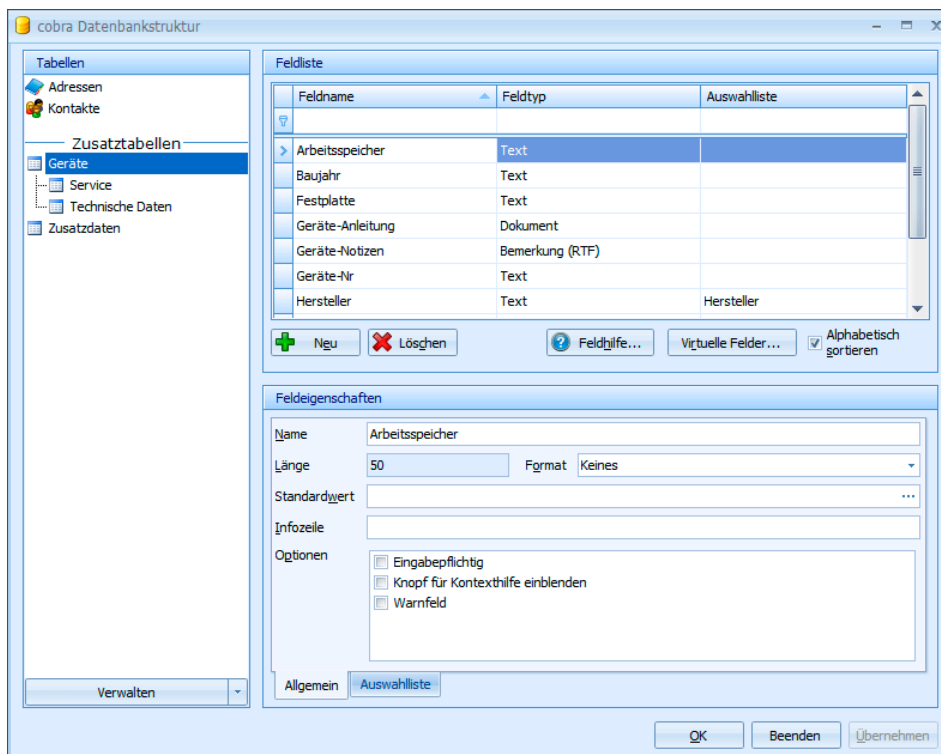 cobra Datenbankstruktur
Tabellen
Adressen
Kontakte
Zusatztabellen
Geräte
Service
Technische Daten
Zusatzdaten
Verwalten
Feldliste
Feldname Feldtyp Auswahlliste
Arbeitsspeicher Text
Baujahr Text
Festplatte Text
Geräte-Anleitung Dokument
Geräte-Notizen Bemerkung (RTF)
Geräte-Nr Text
Hersteller Text Hersteller
Neu Löschen Feldhilfe... Virtuelle Felder... Alphabetisch
sortieren
Feldeigenschaften
Name Arbeitsspeicher
Länge 50 Format Keines
Standardwert ...
Infozeile
Optionen Eingabepflichtig
Knopf für Kontexthilfe einblenden
Warnfeld
Allgemein Auswahlliste
OK Beenden Übernehmen